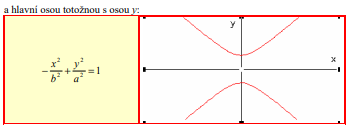 a hlavní osou totožnou s osou y:
y
x
-x²/b² + y²/a² = 1